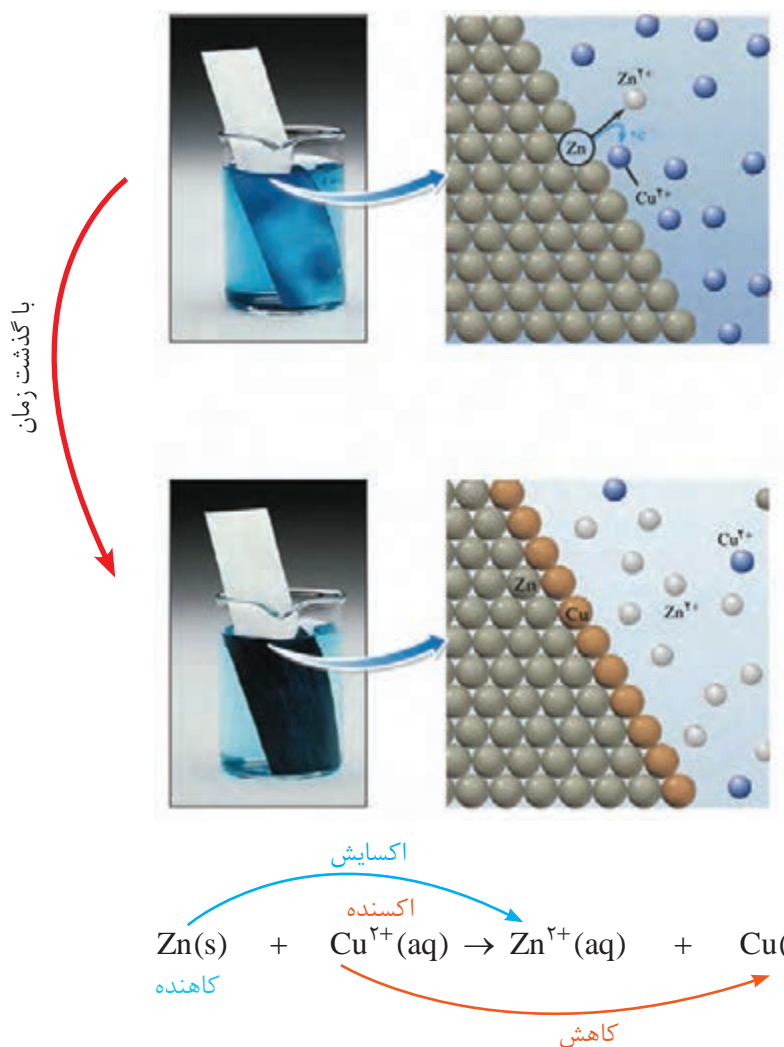 Zn²⁺
Zn
Cu²⁺
با گذشت زمان
Cu²⁺
Zn
Zn²⁺
Cu
اکسایش
اکسنده
Zn(s) + Cu²⁺(aq) → Zn²⁺(aq) + Cu(
کاهنده
کاهش